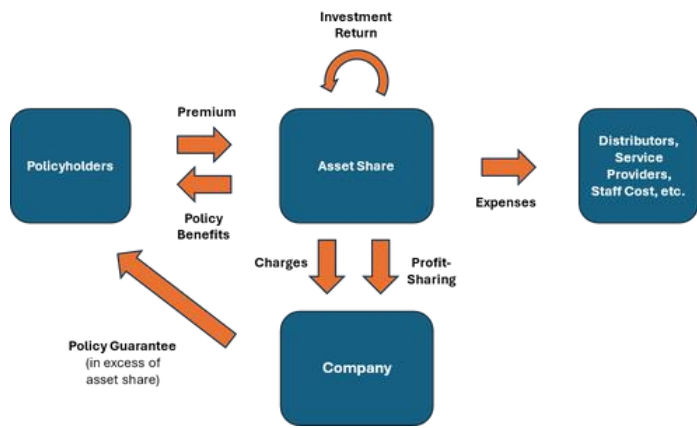 Investment
Return
Premium
Policyholders
Asset Share
Distributors,
Service
Providers,
Staff Cost, etc.
Policy
Benefits
Expenses
Charges
Profit-
Sharing
Policy Guarantee
(in excess of
asset share)
Company